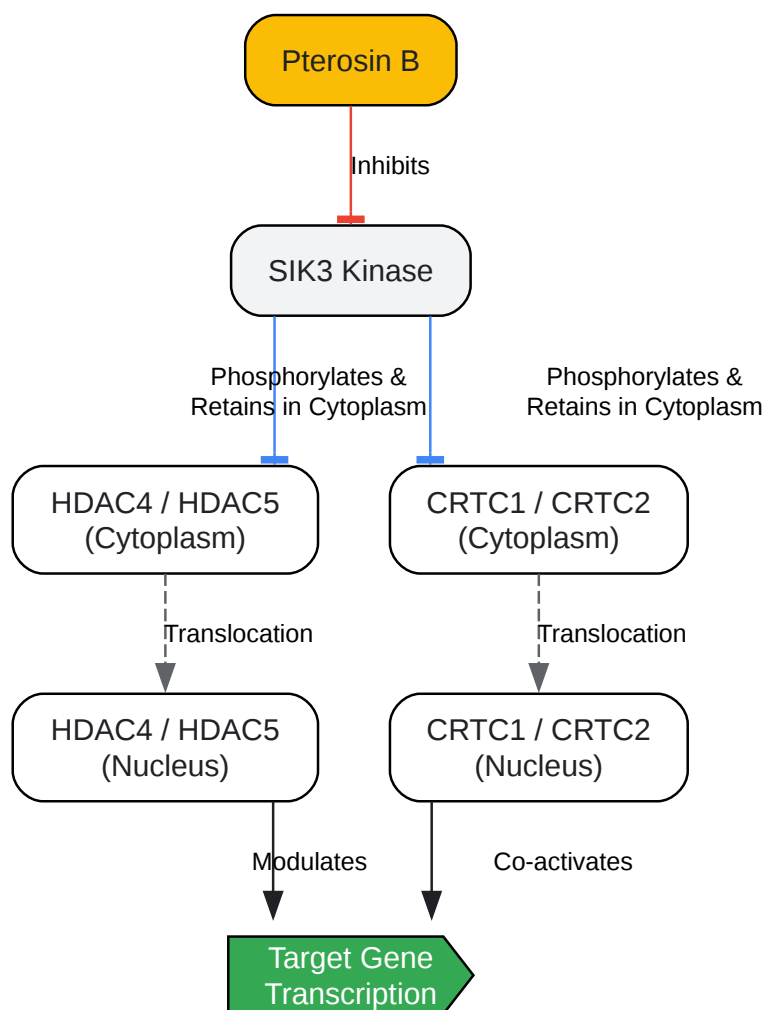 Pterosin B
Inhibits
SIK3 Kinase
Phosphorylates &
Retains in Cytoplasm
Phosphorylates &
Retains in Cytoplasm
HDAC4 / HDAC5
(Cytoplasm)
CRTC1 / CRTC2
(Cytoplasm)
Translocation
Translocation
HDAC4 / HDAC5
(Nucleus)
CRTC1 / CRTC2
(Nucleus)
Modulates
Co-activates
Target Gene
Transcription